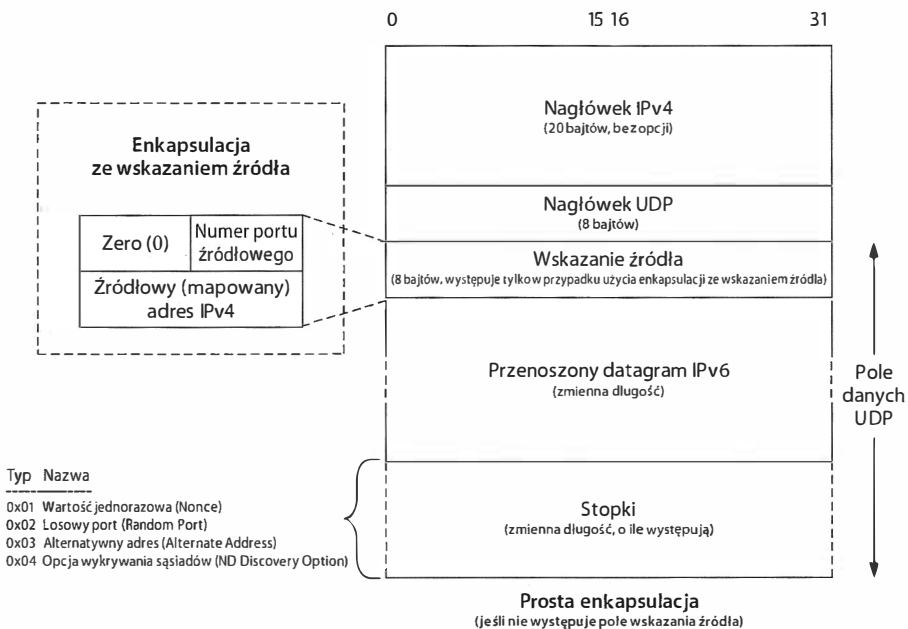 0 15 16 31
Nagłówek IPv4
(20 bajtów, bez opcji)
Enkapsulacja
ze wskazaniem źródła
Nagłówek UDP
(8 bajtów)
Zero (0)
Numer portu
źródłowego
Źródłowy (mapowany)
adres IPv4
Wskazanie źródła
(8 bajtów, występuje tylko w przypadku użycia enkapsulacji ze wskazaniem źródła)
Przenoszony datagram IPv6
(zmienna długość)
Pole
danych
UDP
Typ Nazwa
0x01 Wartość jednorazowa (Nonce)
0x02 Losowy port (Random Port)
0x03 Alternatywny adres (Alternate Address)
0x04 Opcja wykrywania sąsiadów (ND Discovery Option)
Stopki
(zmienna długość, o ile występują)
Prosta enkapsulacja
(jeśli nie występuje pole wskazania źródła)